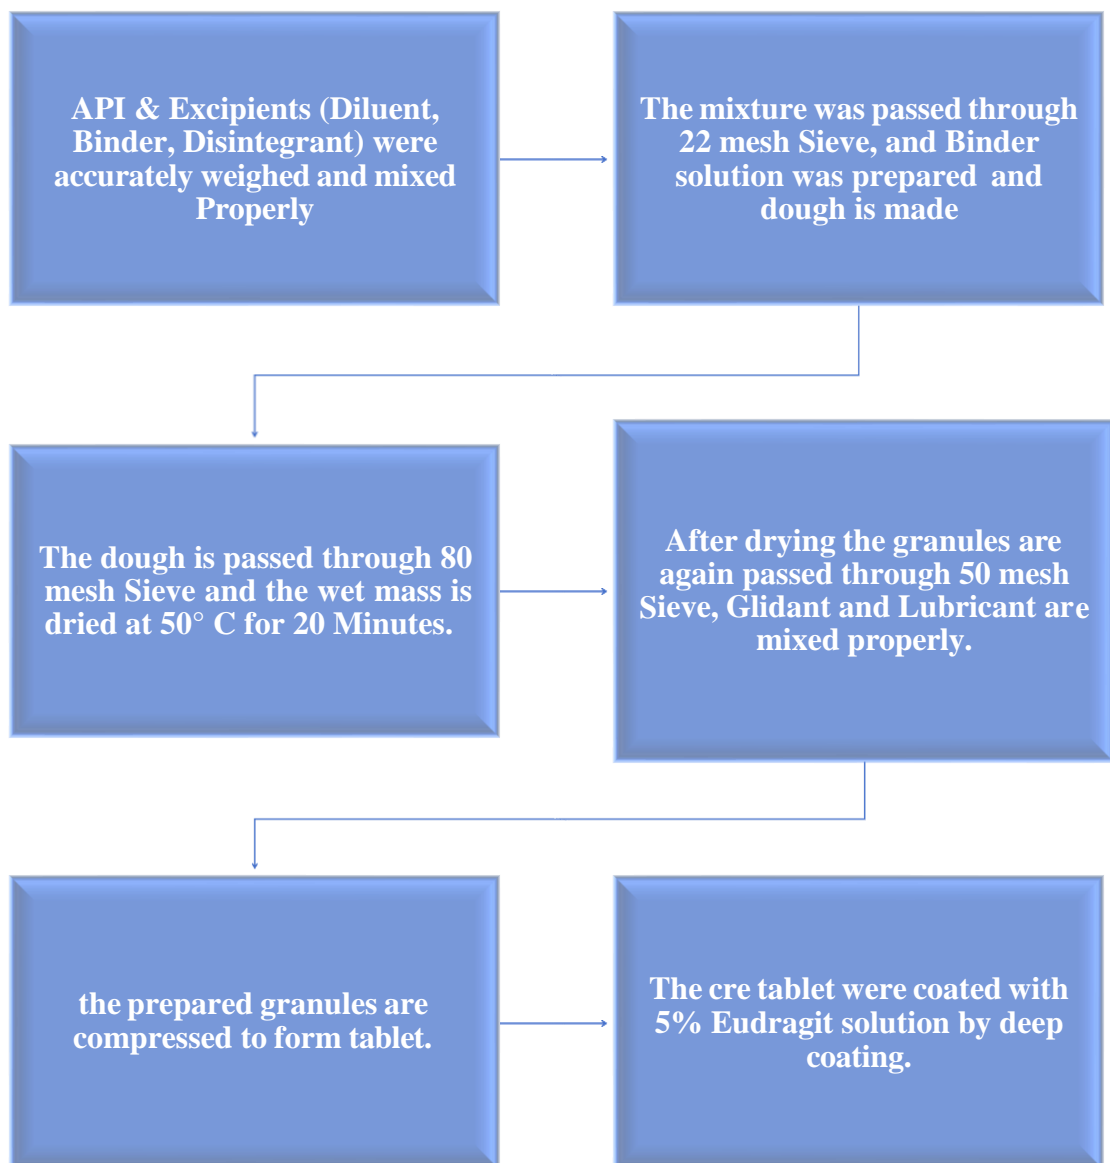 API & Excipients (Diluent,
Binder, Disintegrant) were
accurately weighed and mixed
Properly
The mixture was passed through
22 mesh Sieve, and Binder
solution was prepared and
dough is made
The dough is passed through 80
mesh Sieve and the wet mass is
dried at 50° C for 20 Minutes.
After drying the granules are
again passed through 50 mesh
Sieve, Glidant and Lubricant are
mixed properly.
the prepared granules are
compressed to form tablet.
The cre tablet were coated with
5% Eudragit solution by deep
coating.